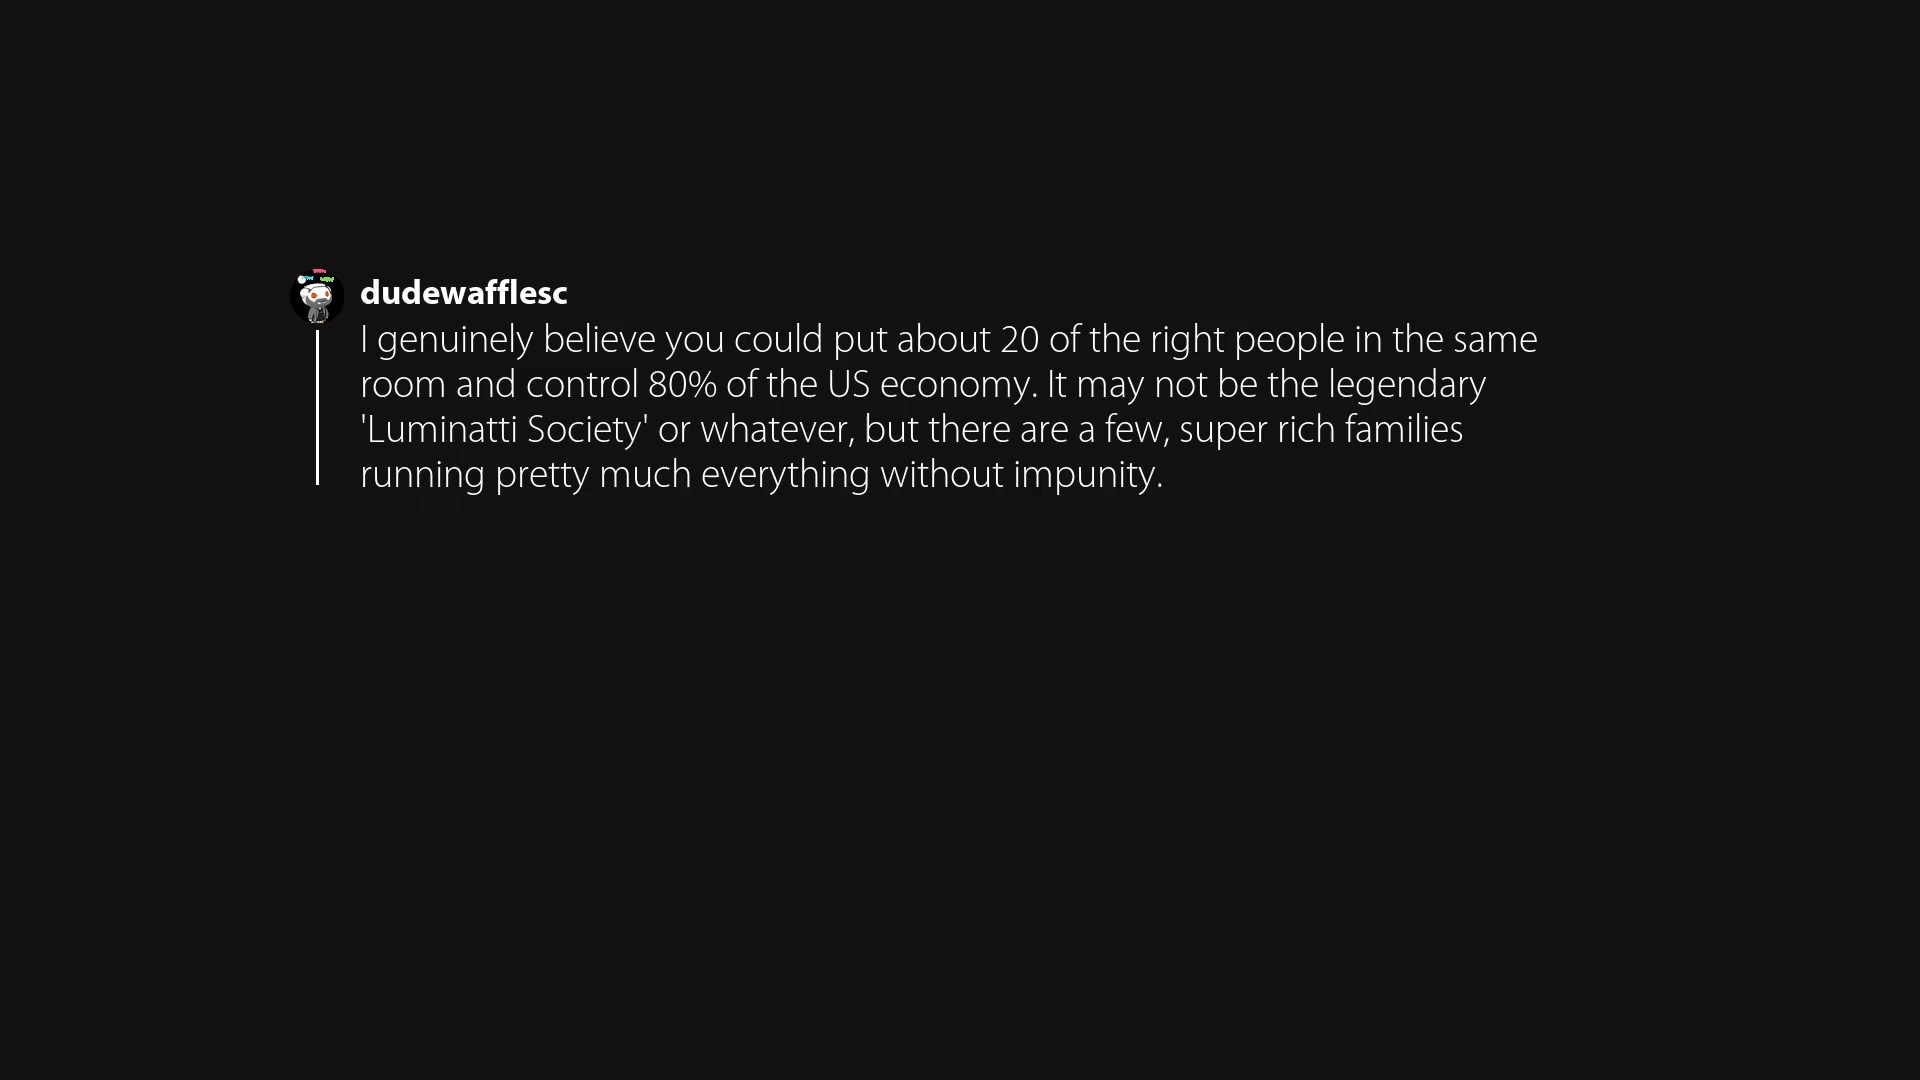 dudewafflesc
I genuinely believe you could put about 20 of the right people in the same
room and control 80% of the US economy. It may not be the legendary
'Luminatti Society' or whatever, but there are a few, super rich families
running pretty much everything without impunity.